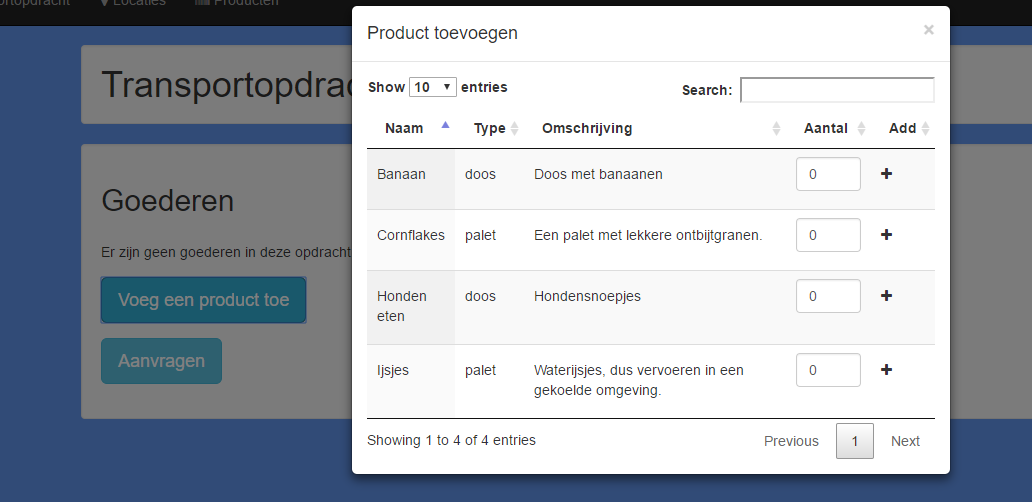 Locaties
Producten
Product toevoegen
×
Show 10 entries
Search:
Naam Type Omschrijving Aantal Add
Banaan doos Doos met banaanen 0
Cornflakes palet Een palet met lekkere ontbijtgranen. 0
Honden eten doos Hondensnoepjes 0
Ijsjes palet Waterijsjes, dus vervoeren in een
gekoelde omgeving. 0
Showing 1 to 4 of 4 entries
Previous 1 Next
Goederen
Er zijn geen goederen in deze opdracht
Voeg een product toe
Aanvragen